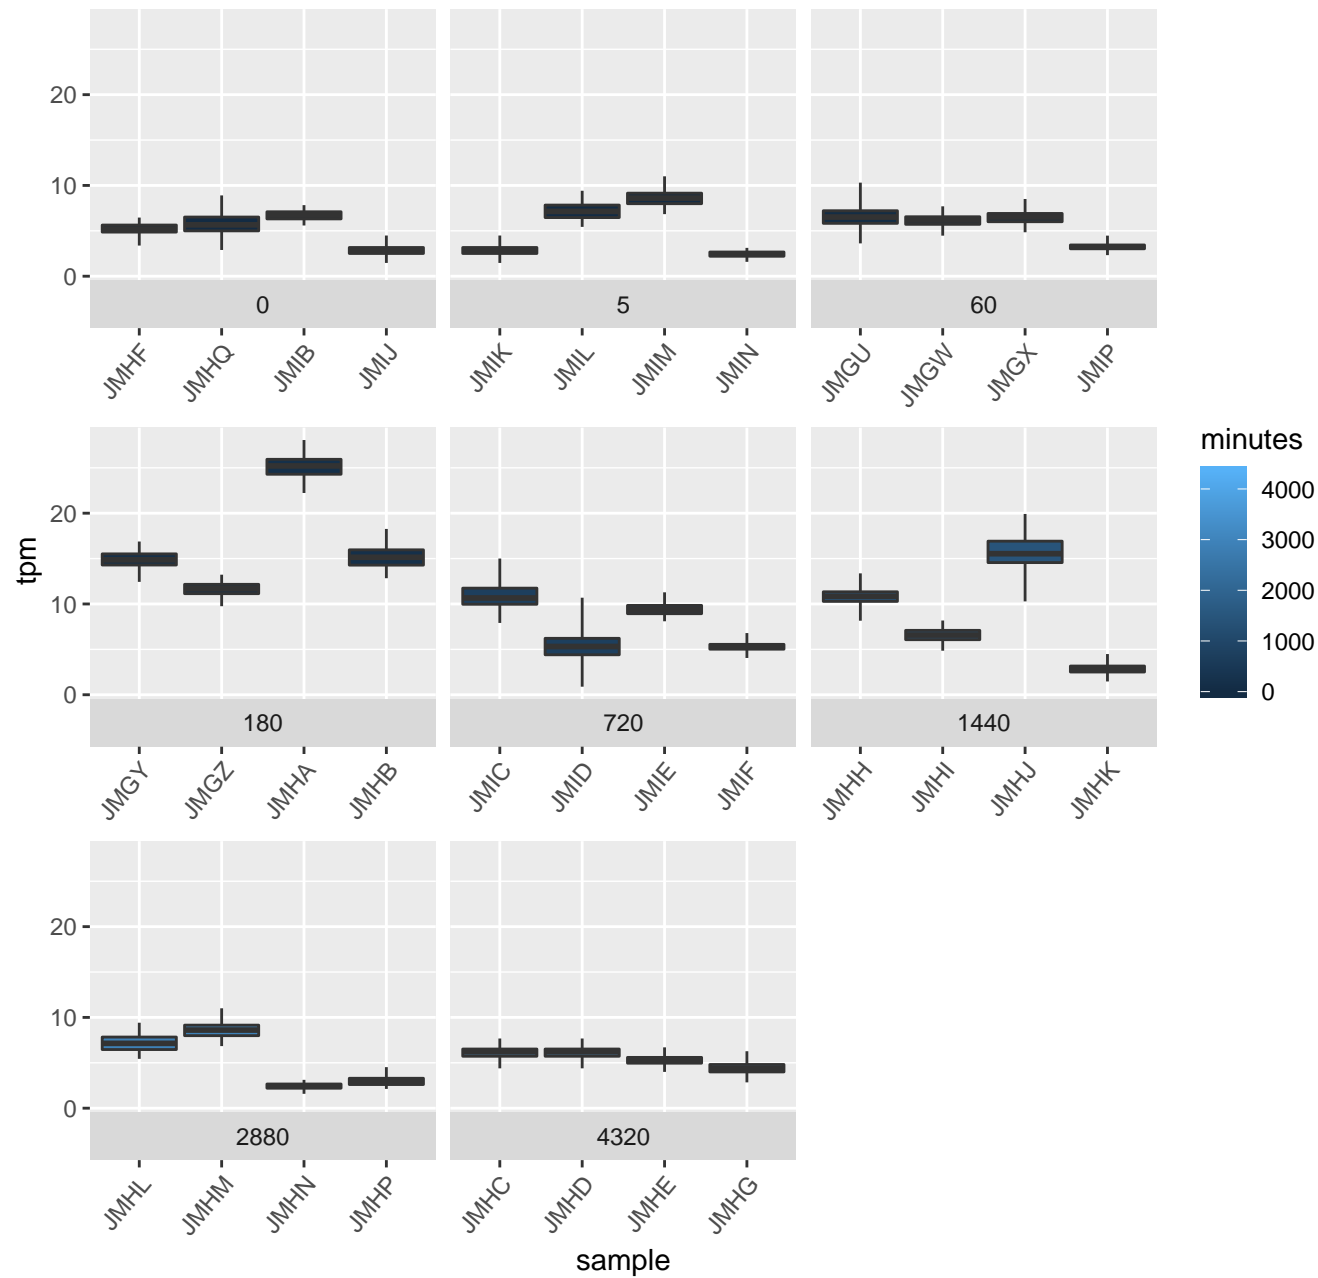 20
10
0
0
5
60
JMHF
JMHQ
JMIB
JMIJ
JMIK
JMIL
JMIM
JMIN
JMGU
JMGW
JMGX
JMIP
tpm
20
10
0
180
720
1440
JMGY
JMGZ
JMHA
JMHB
JMIC
JMID
JMIE
JMIF
JMHH
JMHI
JMHJ
JMHK
minutes
4000
3000
2000
1000
0
20
10
0
2880
4320
JMHL
JMHM
JMHN
JMHP
JMHC
JMHD
JMHE
JMHG
sample